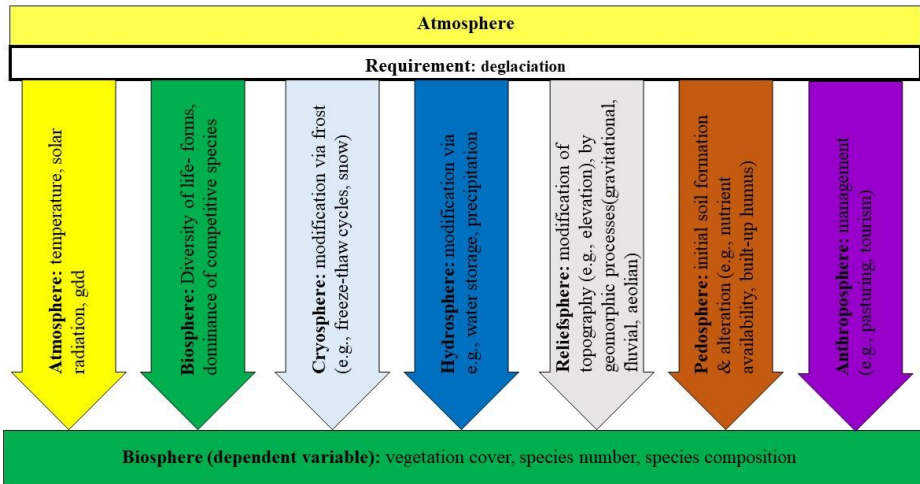 Atmosphere
Requirement: deglaciation
Atmosphere: temperature, solar
radiation, gdd
Biosphere: Diversity of life- forms,
dominance of competitive species
Cryosphere: modification via frost
(e.g., freeze-thaw cycles, snow)
Hydrosphere: modification via
e.g., water storage, precipitation
Reliefsphere: modification of
topography (e.g., elevation), by
geomorphic processes(gravitational,
fluvial, aeolian)
Pedosphere: initial soil formation
& alteration (e.g., nutrient
availability, built-up humus)
Anthroposphere: management
(e.g., pasturing, tourism)
Biosphere (dependent variable): vegetation cover, species number, species composition